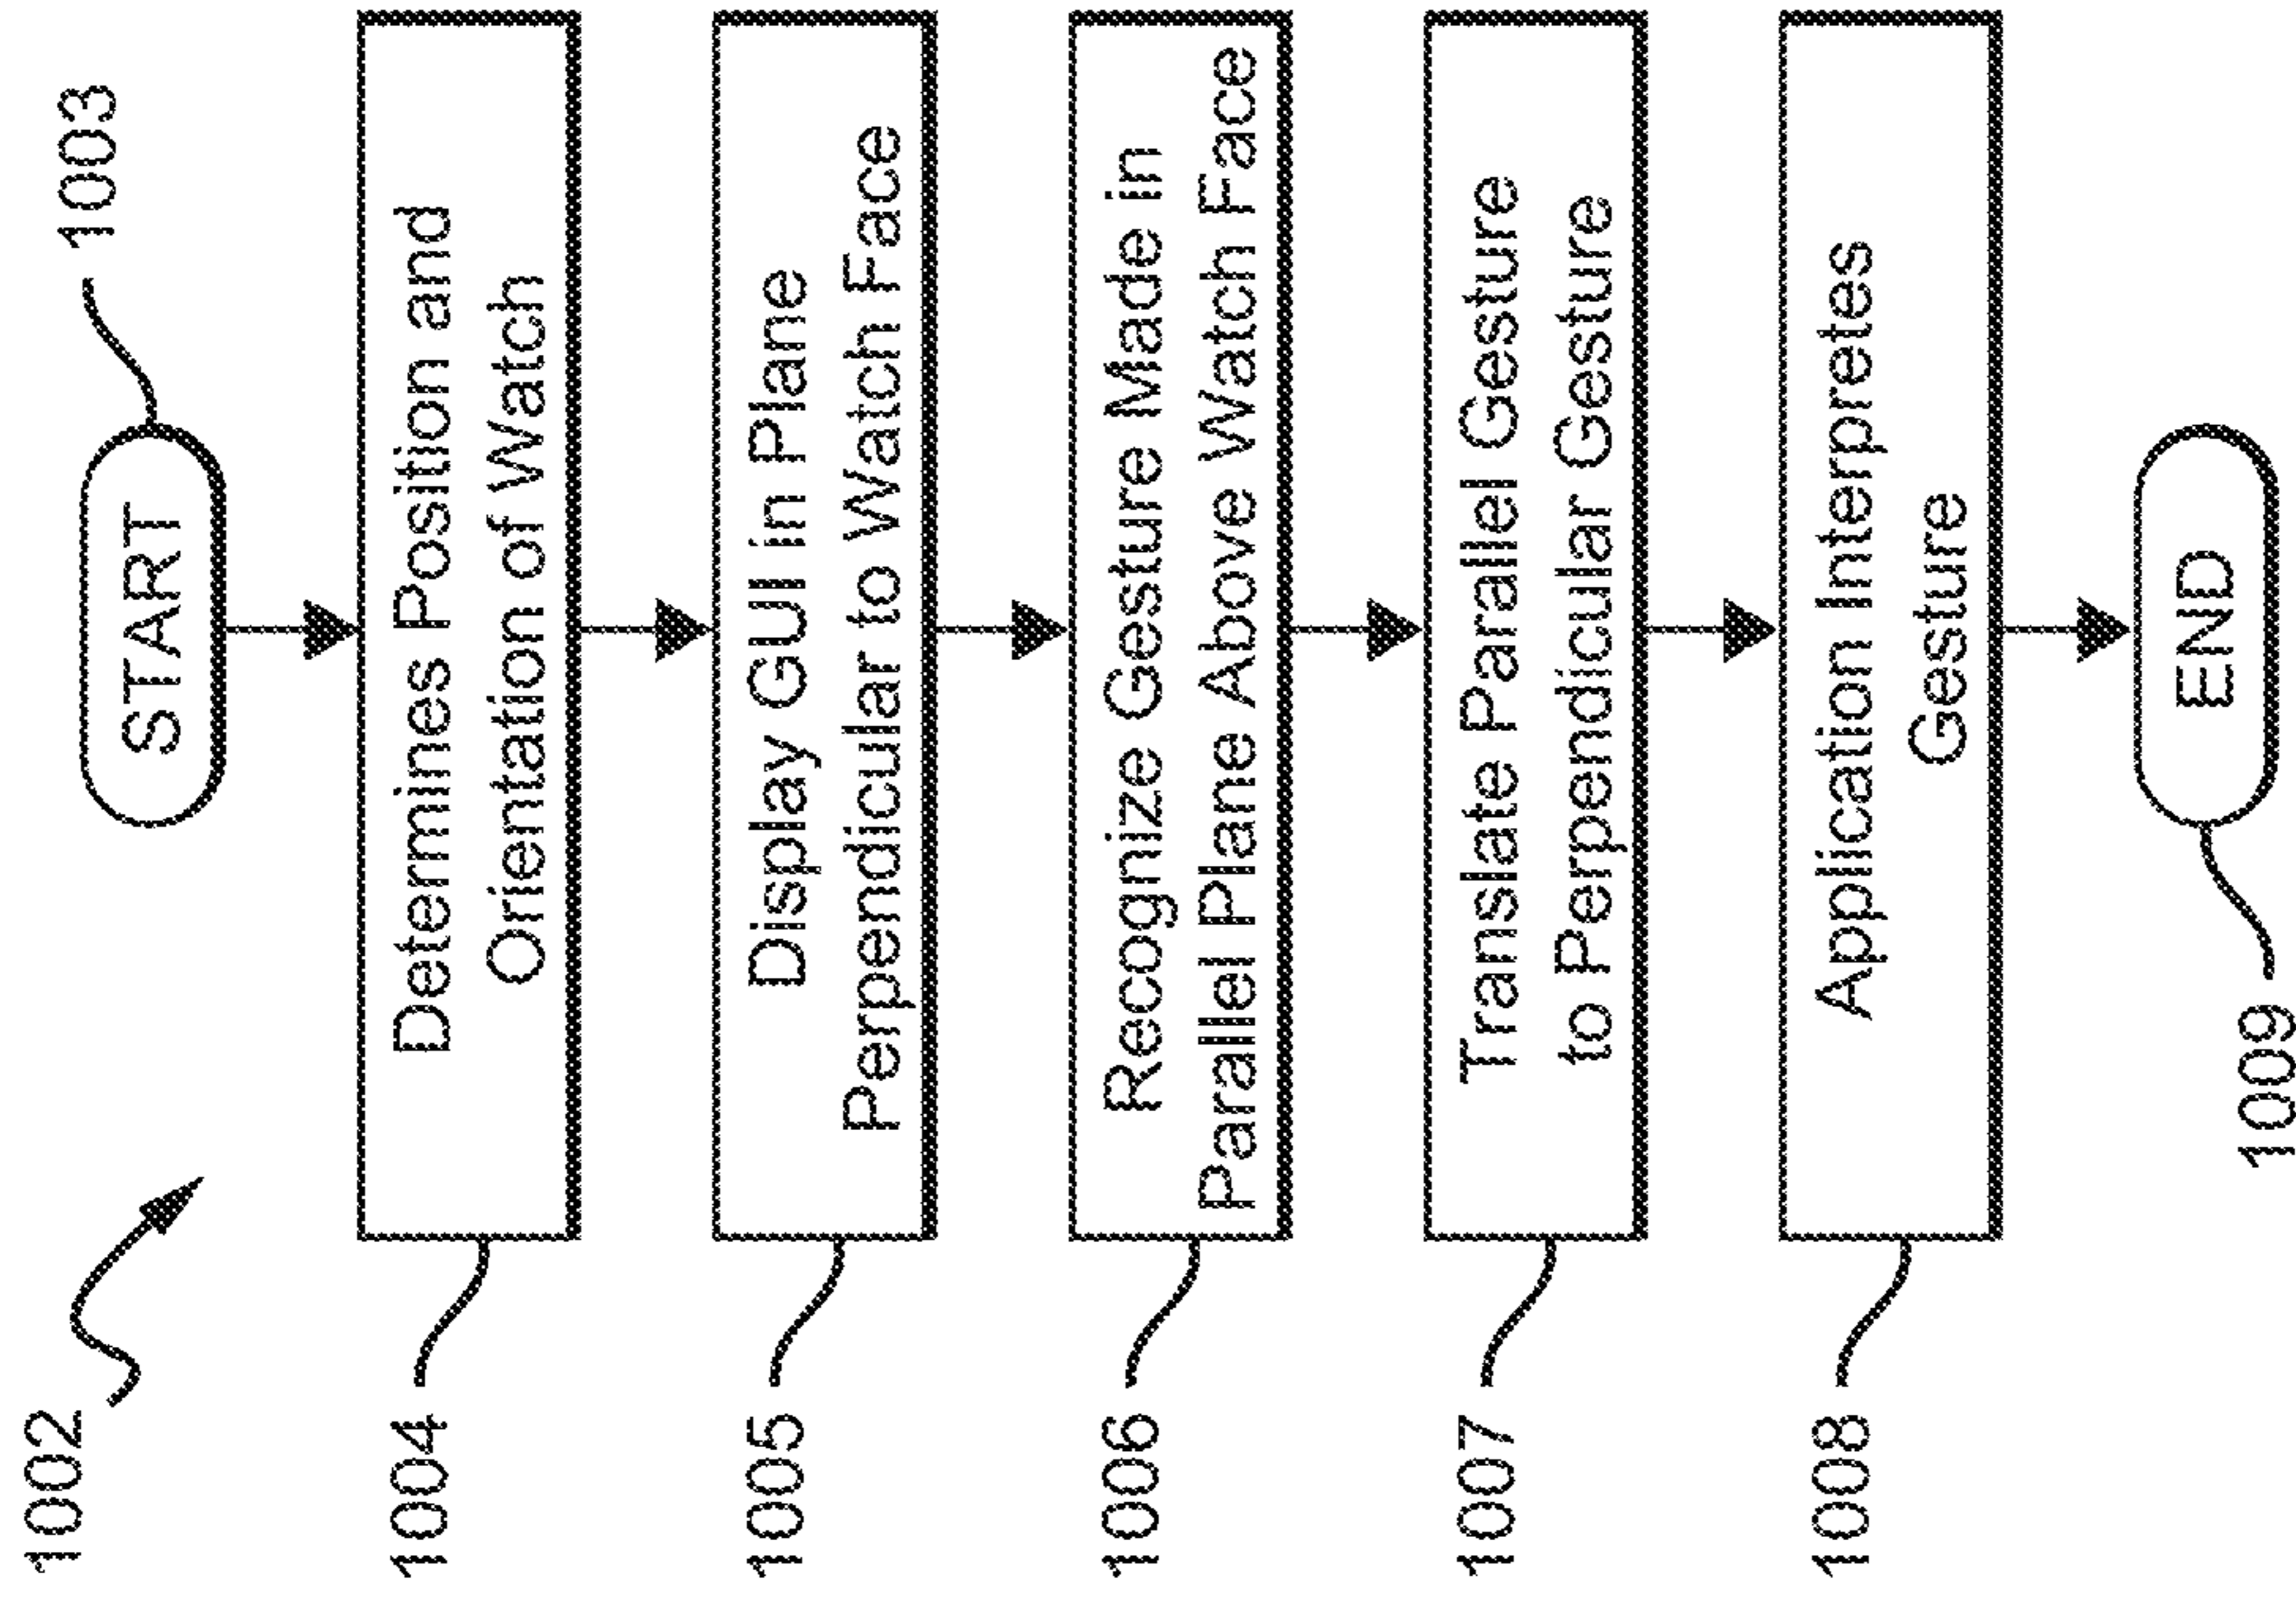 1002
START
1003
1004
Determines Position and
Orientation of Watch
1005
Display GUI in Plane
Perpendicular to Watch Face
1006
Recognize Gesture Made in
Parallel Plane Above Watch Face
1007
Translate Parallel Gesture
to Perpendicular Gesture
1008
Application Interpretes
Gesture
END
1009